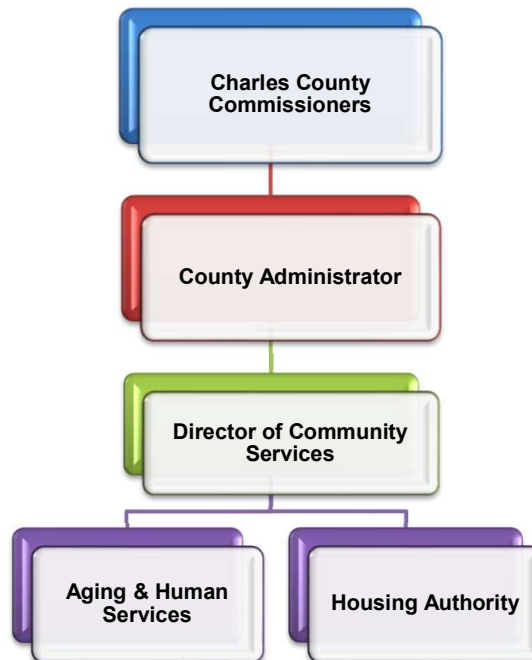 Charles County
Commissioners
County Administrator
Director of Community
Services
Aging & Human
Services
Housing Authority